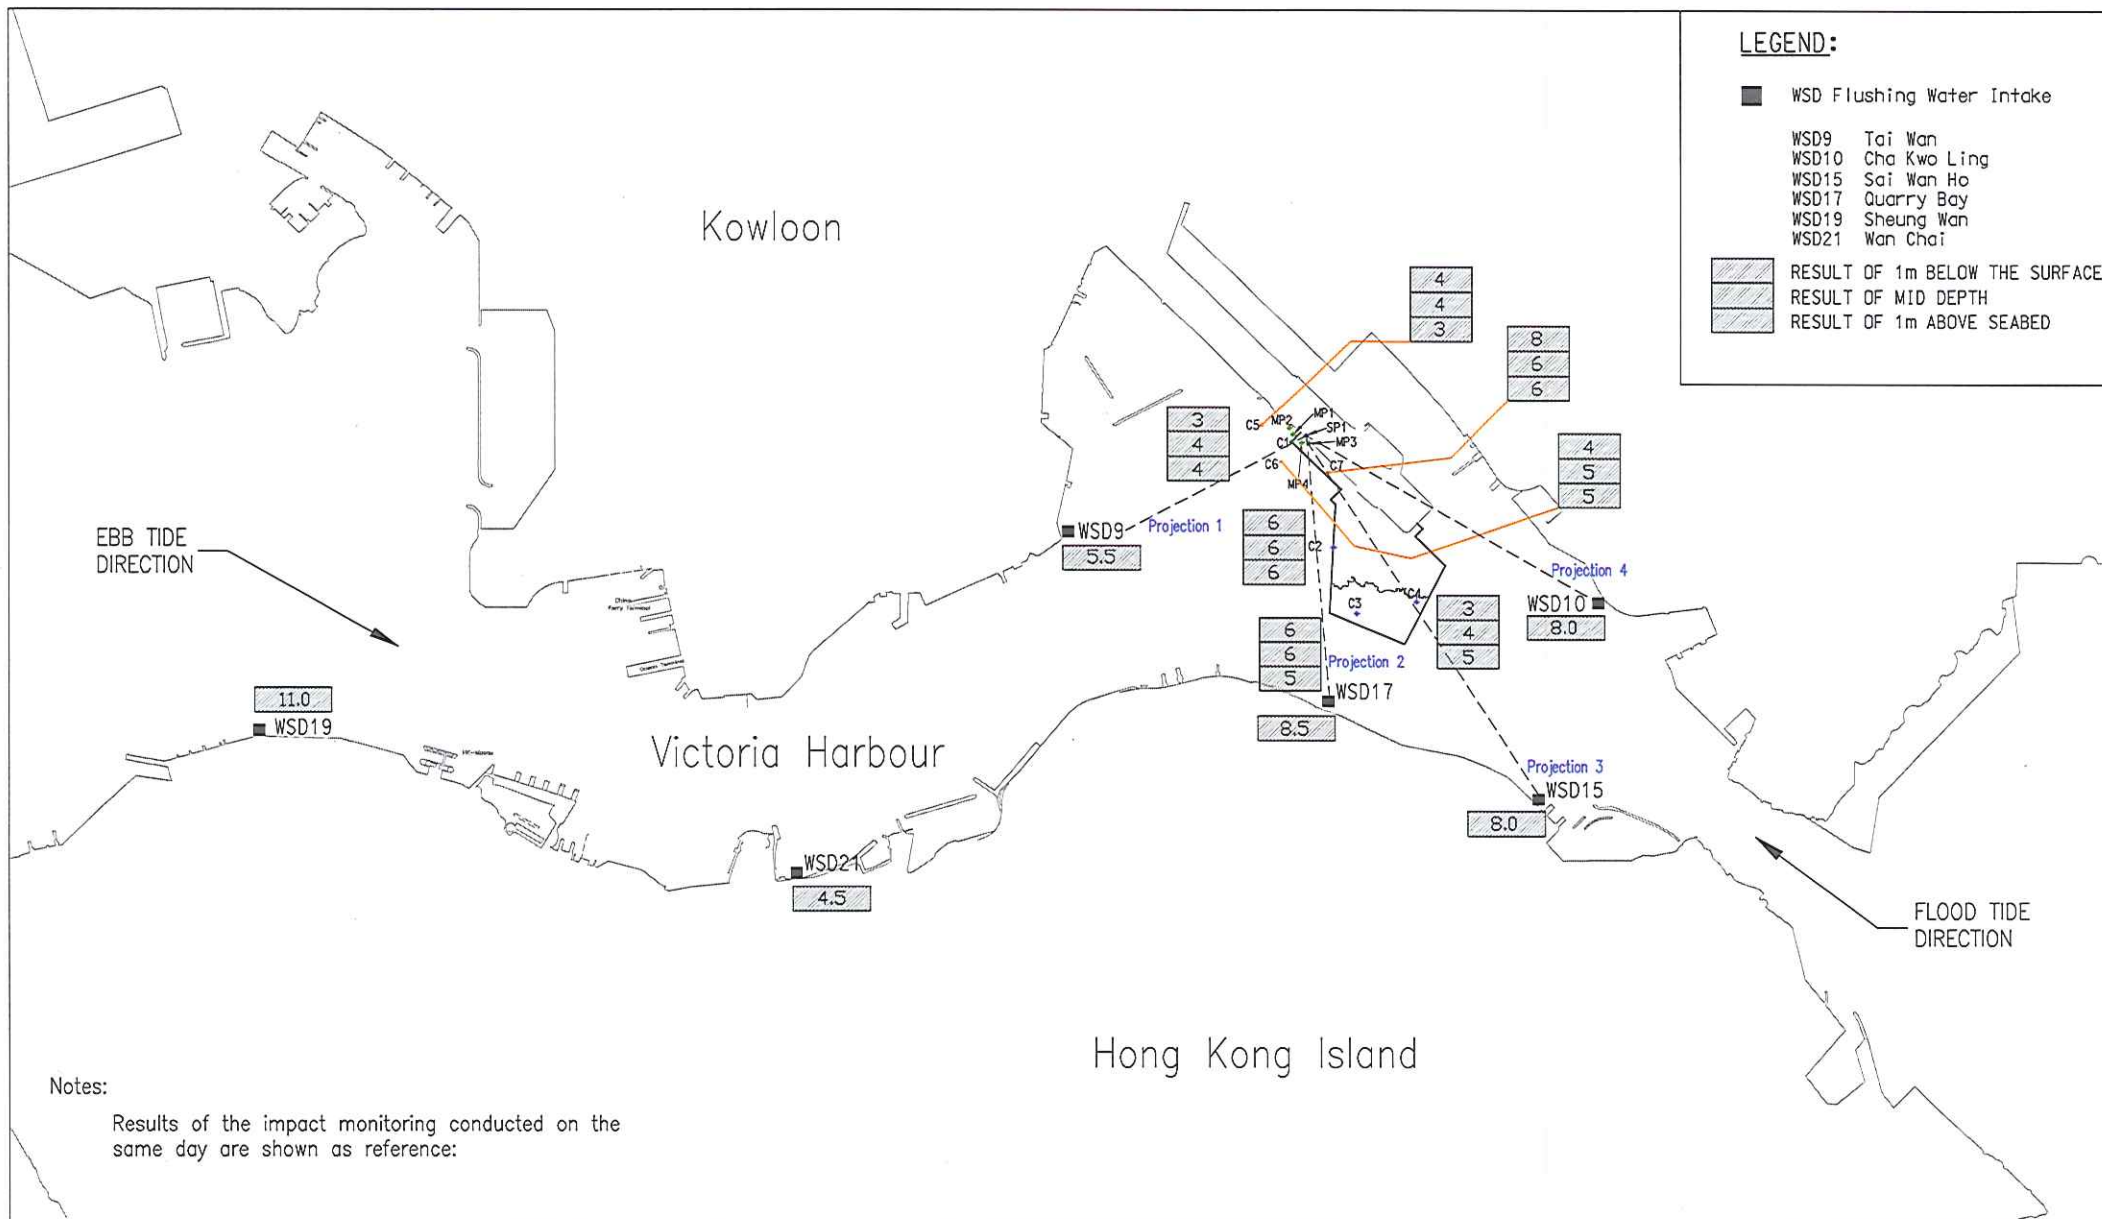 LEGEND:
WSD Flushing Water Intake
WSD9 Tai Wan
WSD10 Cha Kwo Ling
WSD15 Sai Wan Ho
WSD17 Quarry Bay
WSD19 Sheung Wan
WSD21 Wan Chai
RESULT OF 1m BELOW THE SURFACE
RESULT OF MID DEPTH
RESULT OF 1m ABOVE SEABED
Kowloon
4
4
3
8
6
6
3
4
4
C5
MP2
MP1
SP1
C1
MP3
C6
C7
MP4
4
5
5
WSD9
Projection 1
5.5
6
6
6
C2
EBB TIDE
DIRECTION
Projection 4
WSD10
8.0
China
Ferry Terminal
Ocean Terminal
C3
C4
3
4
5
6
6
5
Projection 2
WSD17
8.5
11.0
WSD19
Victoria Harbour
Projection 3
WSD15
8.0
WSD21
4.5
FLOOD TIDE
DIRECTION
Hong Kong Island
Notes:
Results of the impact monitoring conducted on the
same day are shown as reference: